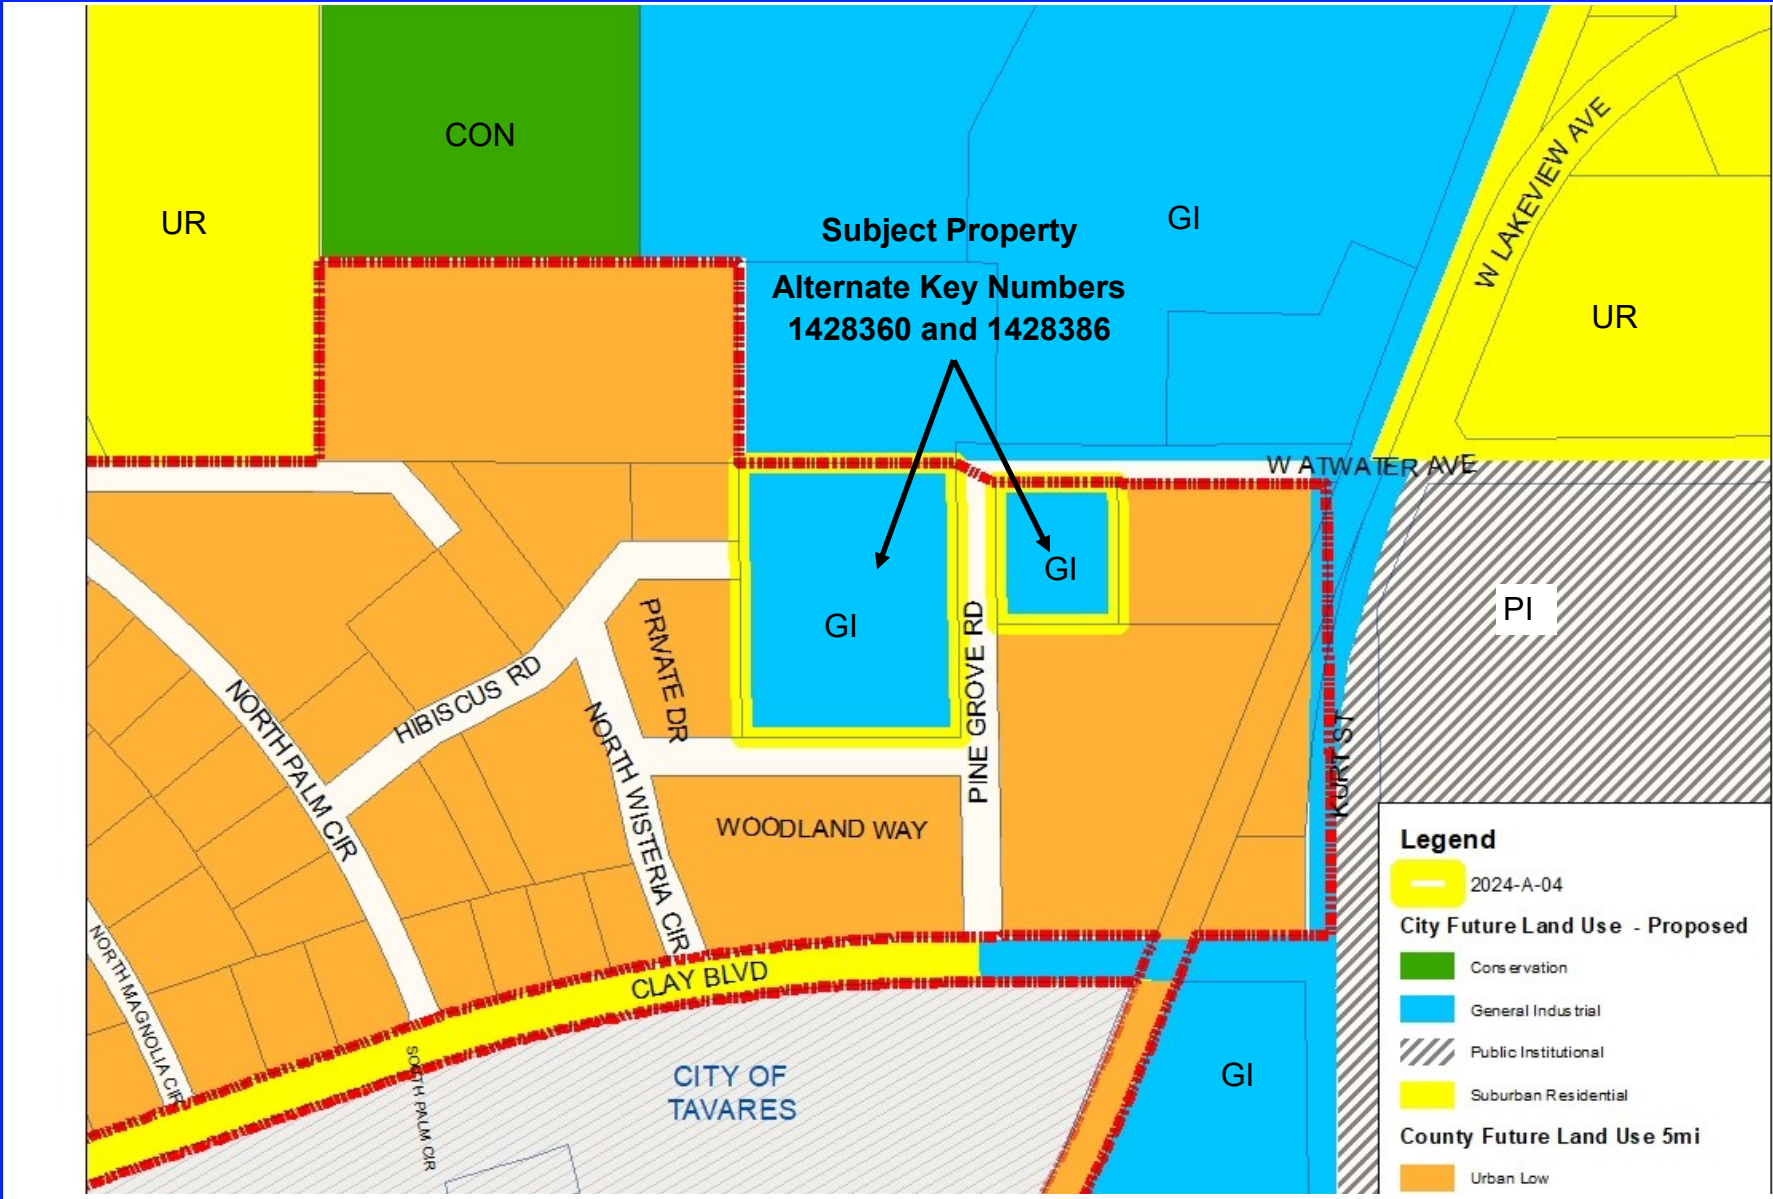 CON
UR
GI
Subject Property
Alternate Key Numbers
1428360 and 1428386
W LAKEVIEW AVE
UR
W ATWATER AVE
GI
GI
PI
PRIVATE DR
PINE GROVE RD
HIBISCUS RD
NORTH PALM CIR
NORTH WISTERIA CIR
KURT ST
WOODLAND WAY
NORTH MAGNOLIA CIR
CLAY BLVD
SOUTH PALM CIR
CITY OF
TAVARES
GI
Legend
2024-A-04
City Future Land Use - Proposed
Conservation
General Industrial
Public Institutional
Suburban Residential
County Future Land Use 5mi
Urban Low